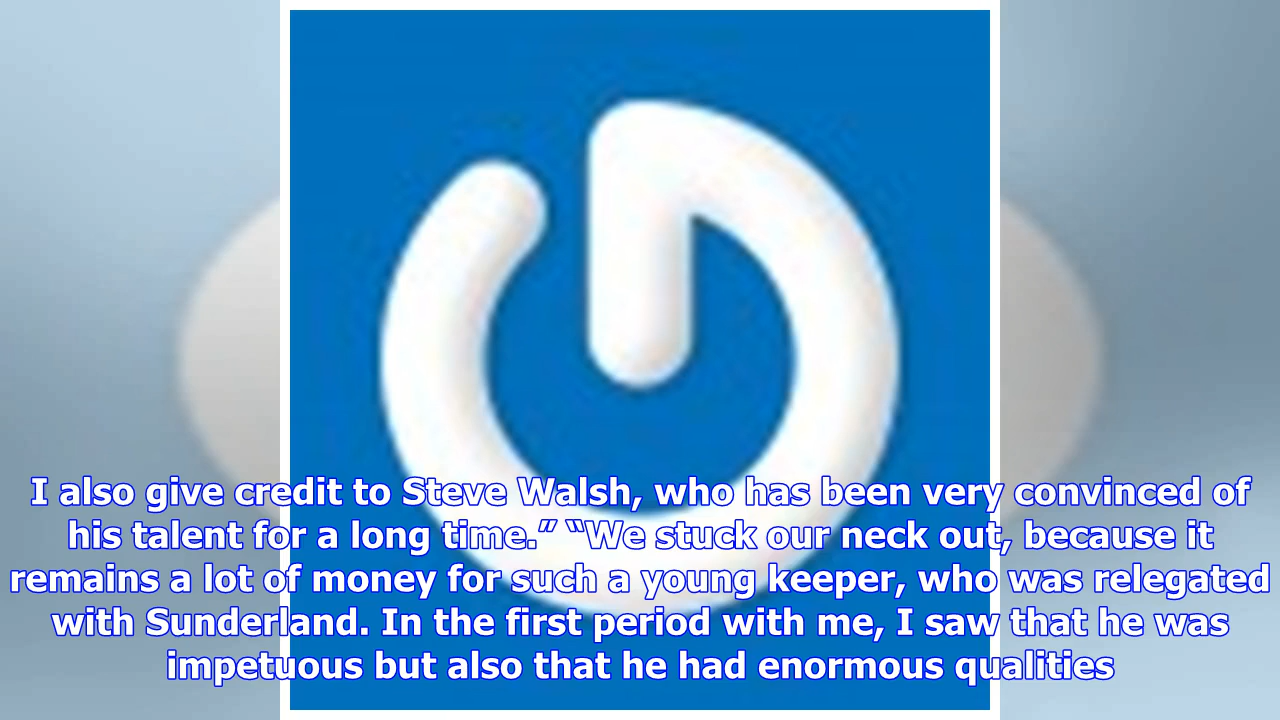 I also give credit to Steve Walsh, who has been very convinced of
his talent for a long time.” “We stuck our neck out, because it
remains a lot of money for such a young keeper, who was relegated
with Sunderland. In the first period with me, I saw that he was
impetuous but also that he had enormous qualities